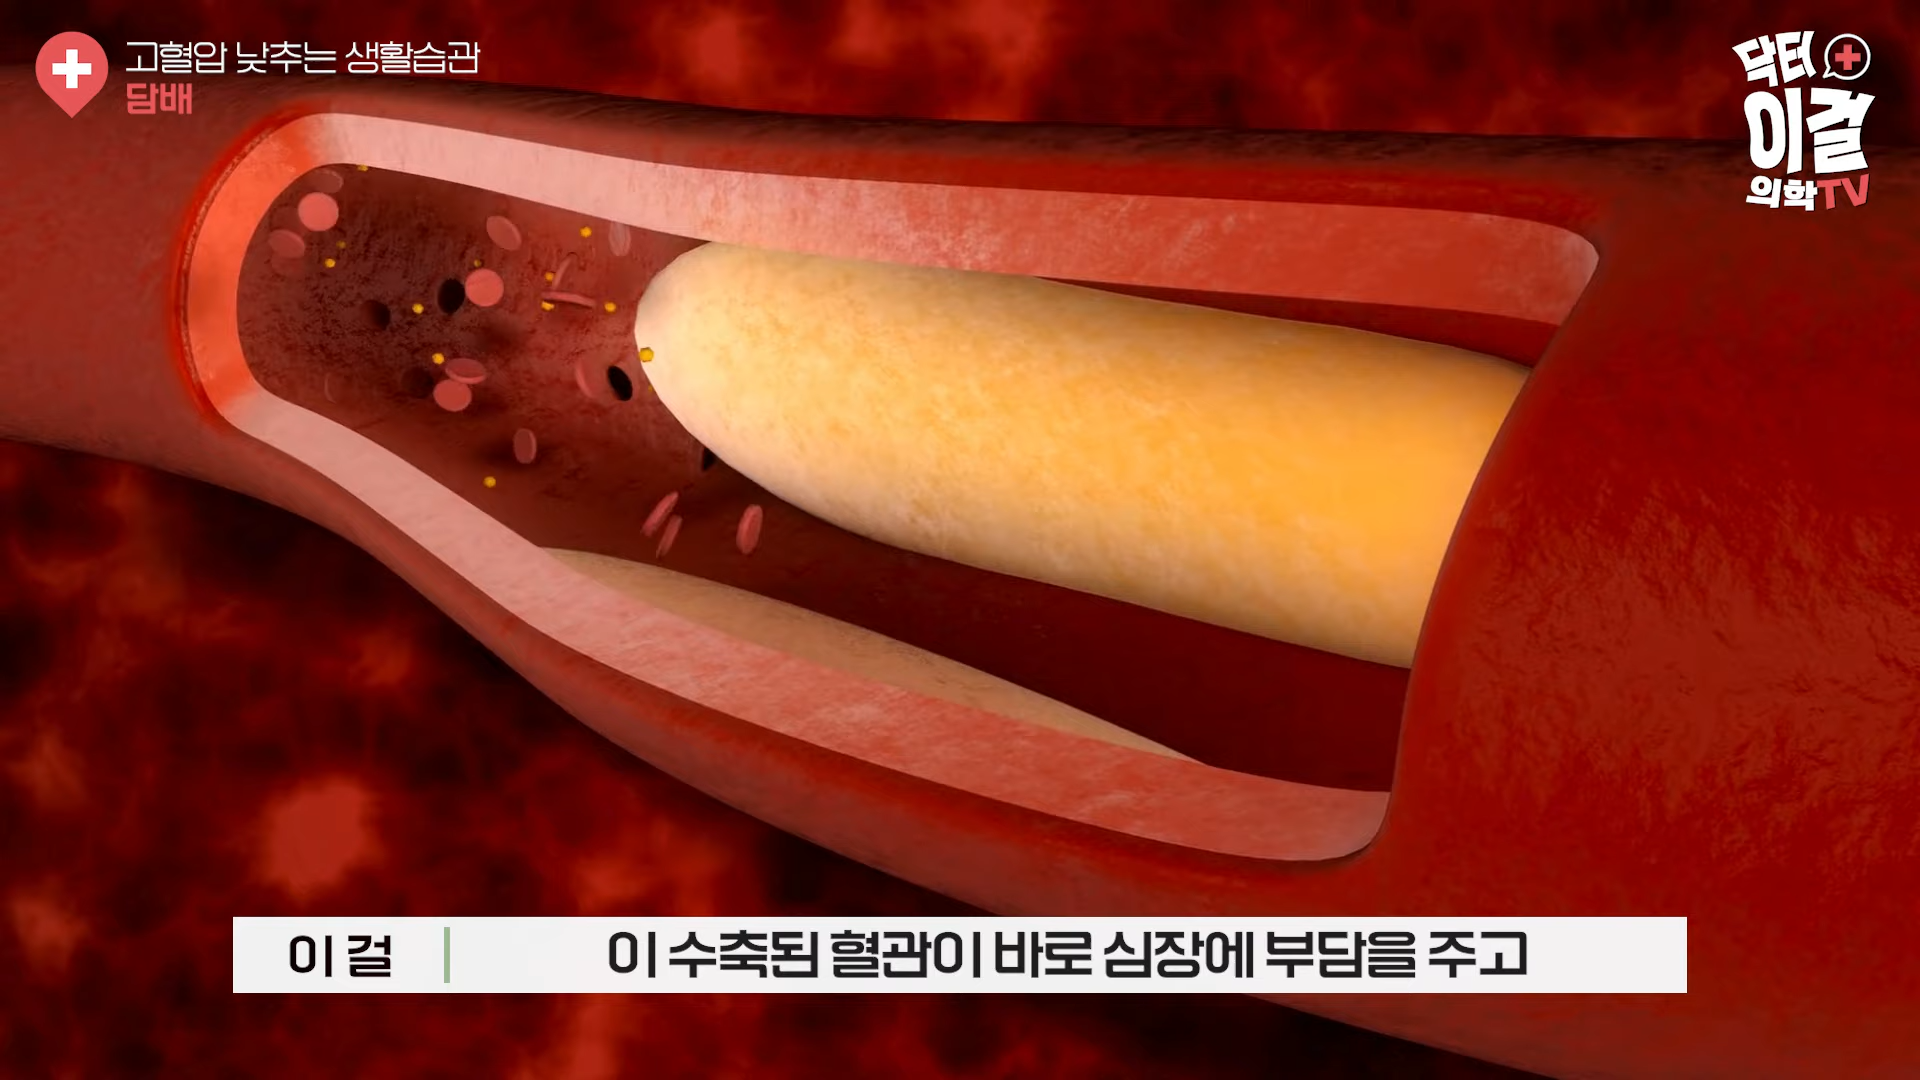 고혈압 낮추는 생활습관
담배
닥터
이걸
의학TV
이 걸
이 수축된 혈관이 바로 심장에 부담을 주고